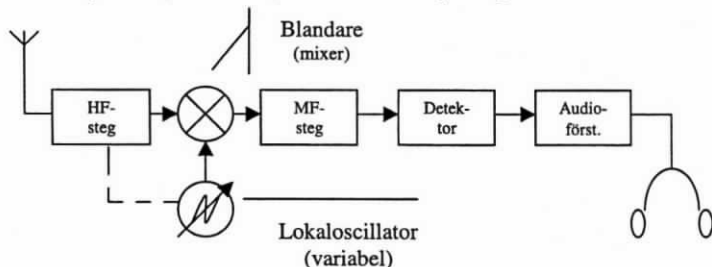 Blandare
(mixer)
HF-
steg
MF-
steg
Detek-
tor
Audio-
först.
Lokaloscillator
(variabel)